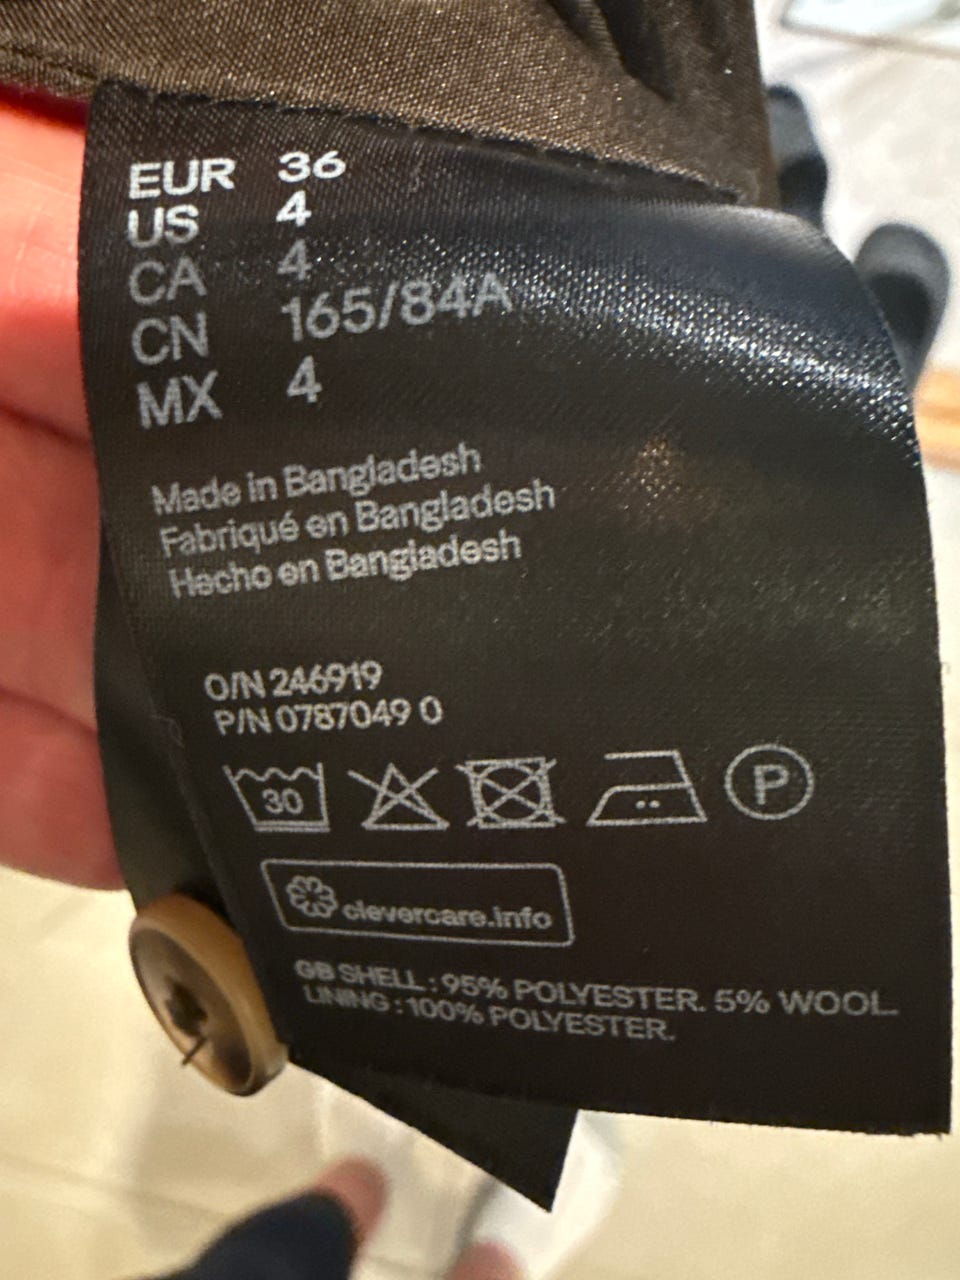 EUR 36
US 4
CA 4
CN 165/84A
MX 4
Made in Bangladesh
Fabriqué en Bangladesh
Hecho en Bangladesh
O/N 246919
P/N 0787049 0
30
P
clevercare.info
GB SHELL : 95% POLYESTER. 5% WOOL.
LINING : 100% POLYESTER.